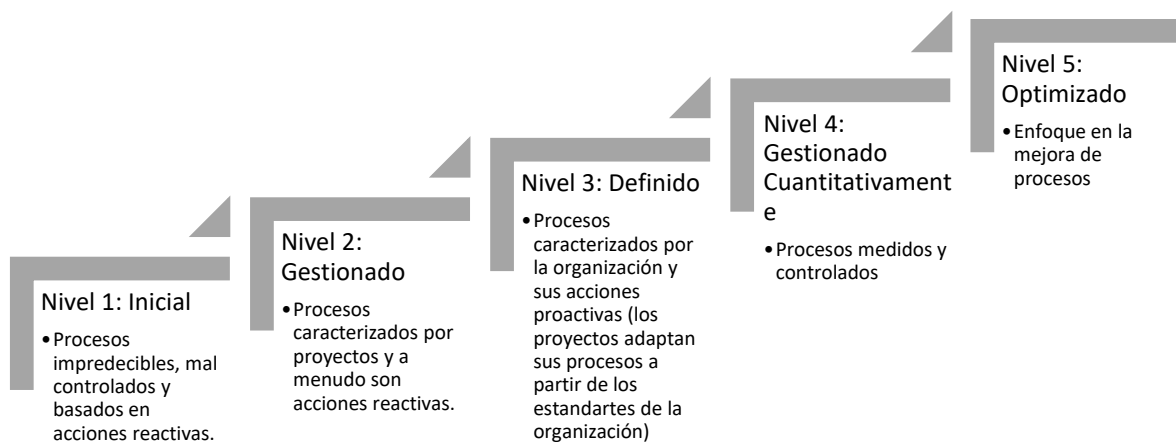 Nivel 1: Inicial
•Procesos
impredecibles, mal
controlados y
basados en
acciones reactivas.
Nivel 2:
Gestionado
•Procesos
caracterizados por
proyectos y a
menudo son
acciones reactivas.
Nivel 3: Definido
•Procesos
caracterizados por
la organización y
sus acciones
proactivas (los
proyectos adaptan
sus procesos a
partir de los
estandartes de la
organización)
Nivel 4:
Gestionado
Cuantitativament
e
•Procesos medidos y
controlados
Nivel 5:
Optimizado
•Enfoque en la
mejora de
procesos